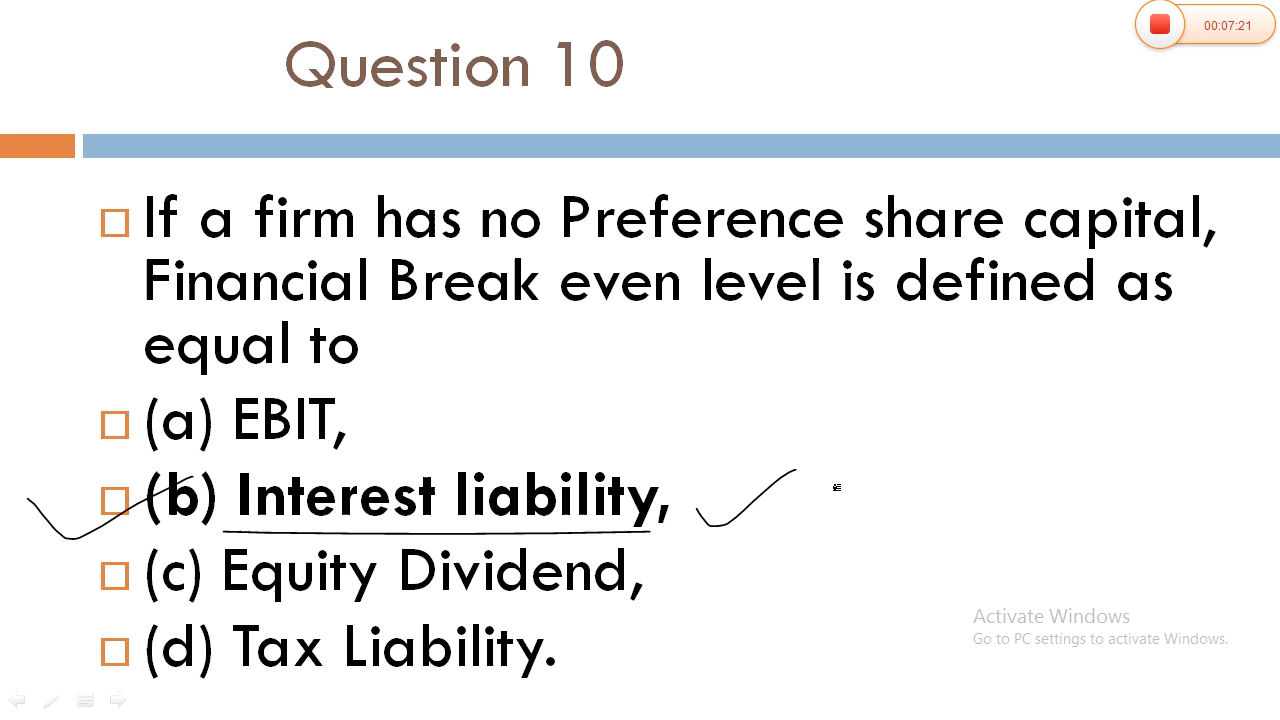 00:07:21
Question 10
If a firm has no Preference share capital,
Financial Break even level is defined as
equal to
(a) EBIT,
(b) Interest liability,
(c) Equity Dividend,
(d) Tax Liability.
Activate Windows
Go to PC settings to activate Windows.